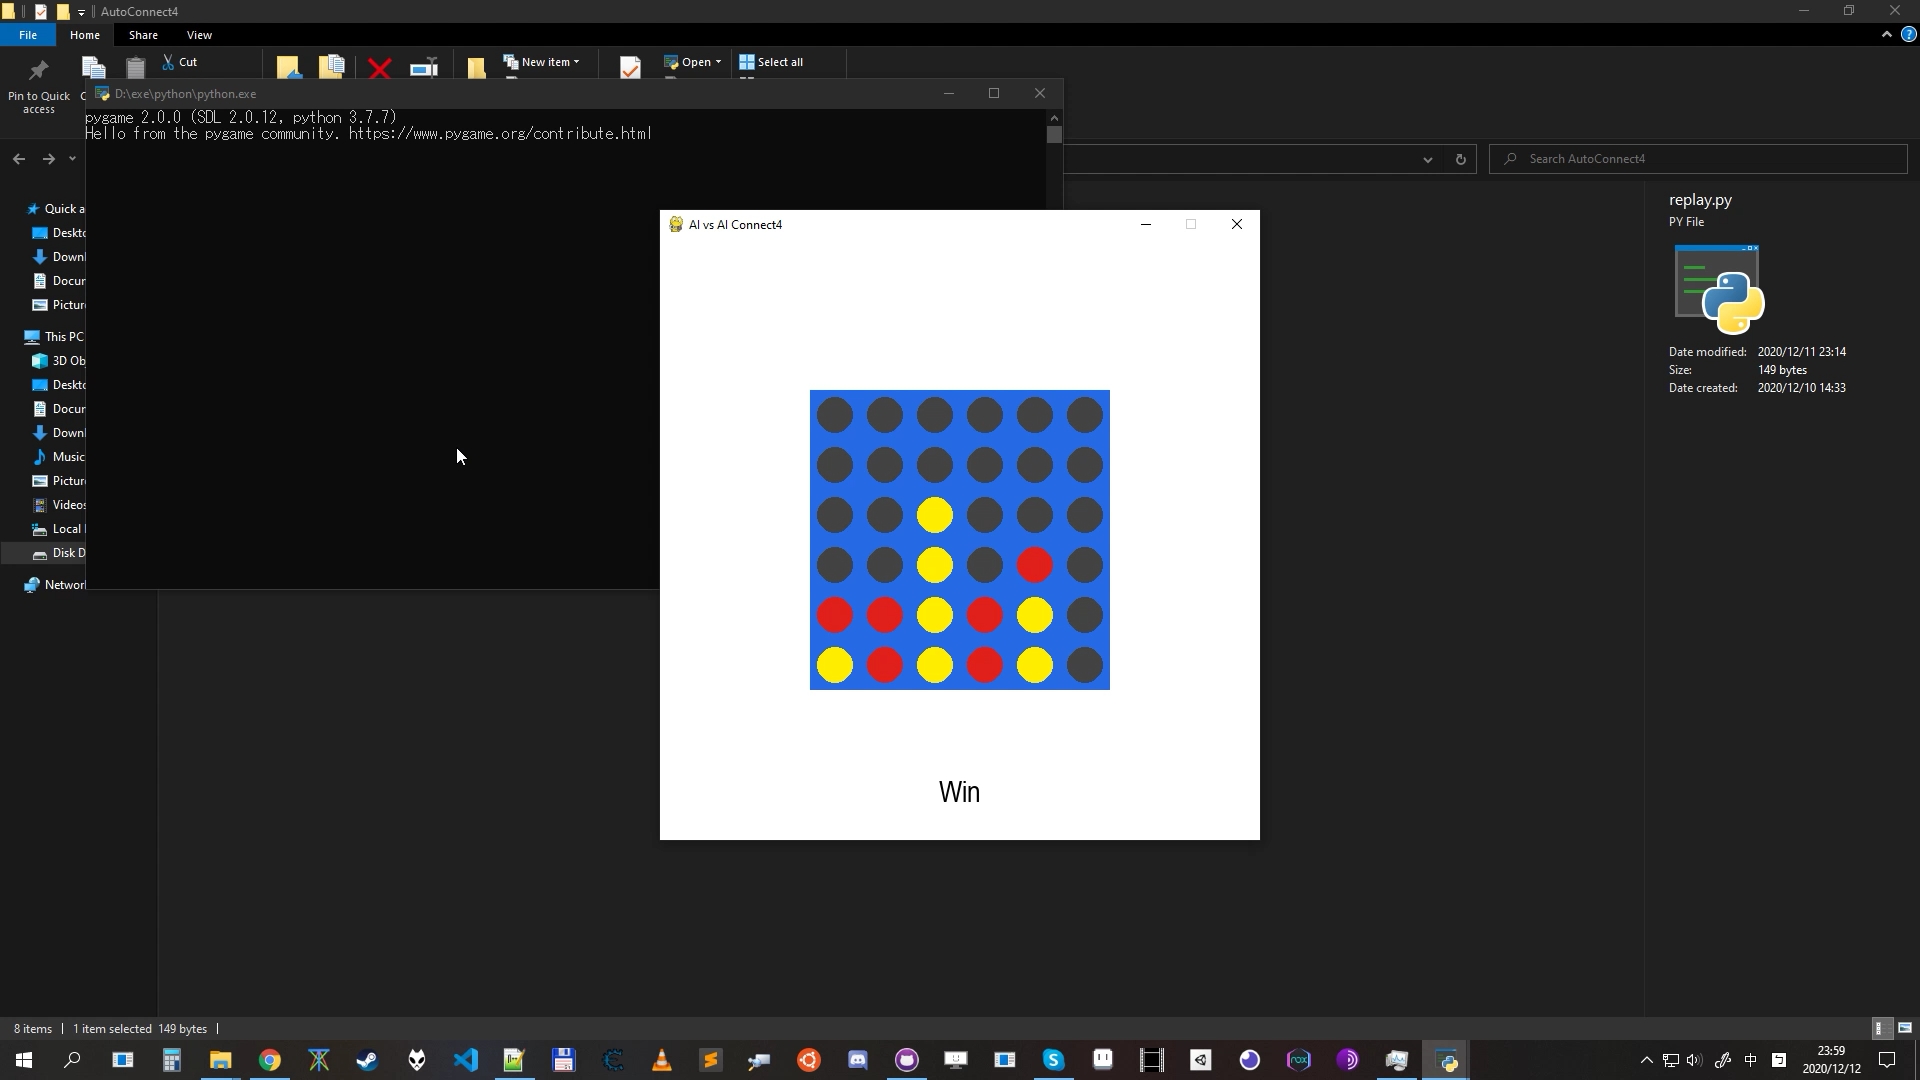 AutoConnect4
File Home Share View
Pin to Quick access
Cut
New item
Open
Select all
D:\exe\python\python.exe
pygame 2.0.0 (SDL 2.0.12, python 3.7.7)
Hello from the pygame community. https://www.pygame.org/contribute.html
Search AutoConnect4
Quick a
Deskto
Downl
Docur
Picture
This PC
3D Ob
Deskto
Docur
Downl
Music
Picture
Videos
Local
Disk D
Networ
AI vs AI Connect4
Win
replay.py
PY File
Date modified: 2020/12/11 23:14
Size: 149 bytes
Date created: 2020/12/10 14:33
8 items 1 item selected 149 bytes
nox
中
23:59
2020/12/12